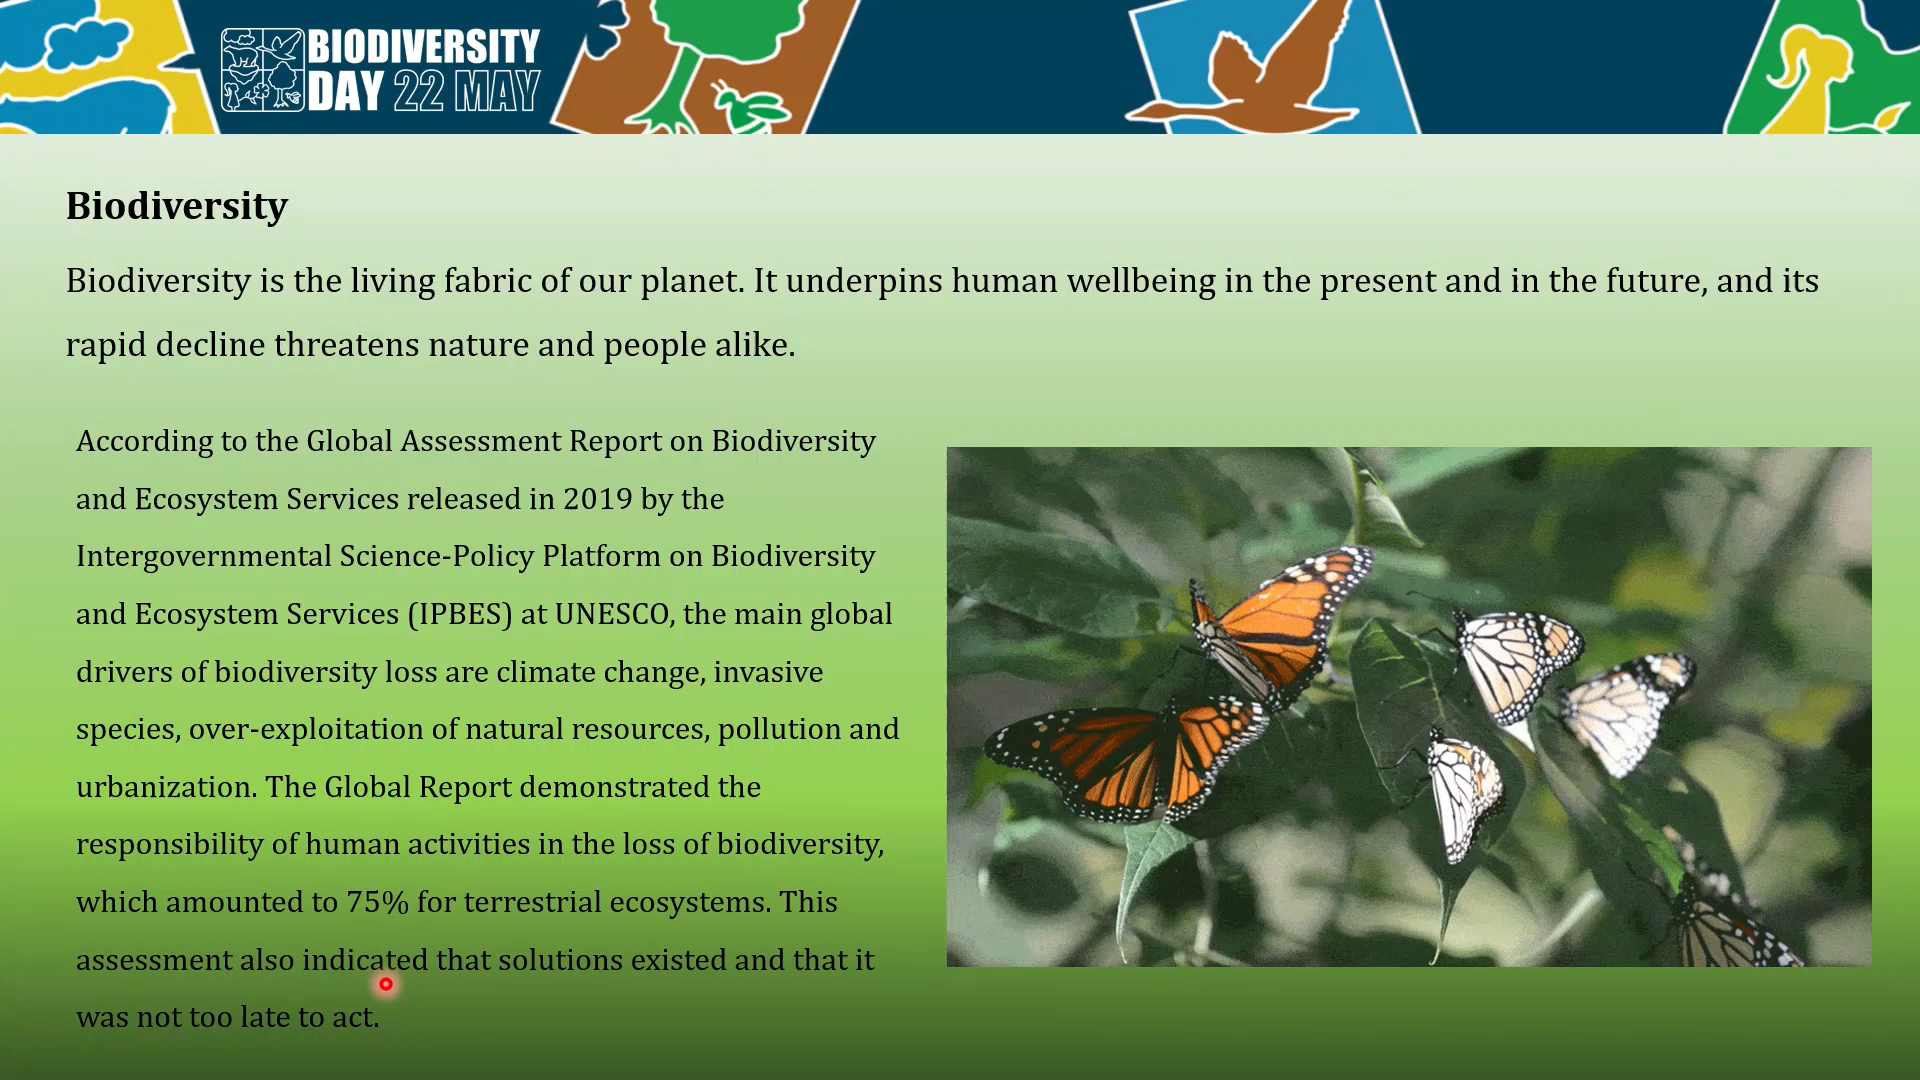 BIODIVERSITY
DAY 22 MAY
Biodiversity
Biodiversity is the living fabric of our planet. It underpins human wellbeing in the present and in the future, and its
rapid decline threatens nature and people alike.
According to the Global Assessment Report on Biodiversity
and Ecosystem Services released in 2019 by the
Intergovernmental Science-Policy Platform on Biodiversity
and Ecosystem Services (IPBES) at UNESCO, the main global
drivers of biodiversity loss are climate change, invasive
species, over-exploitation of natural resources, pollution and
urbanization. The Global Report demonstrated the
responsibility of human activities in the loss of biodiversity,
which amounted to 75% for terrestrial ecosystems. This
assessment also indicated that solutions existed and that it
was not too late to act.